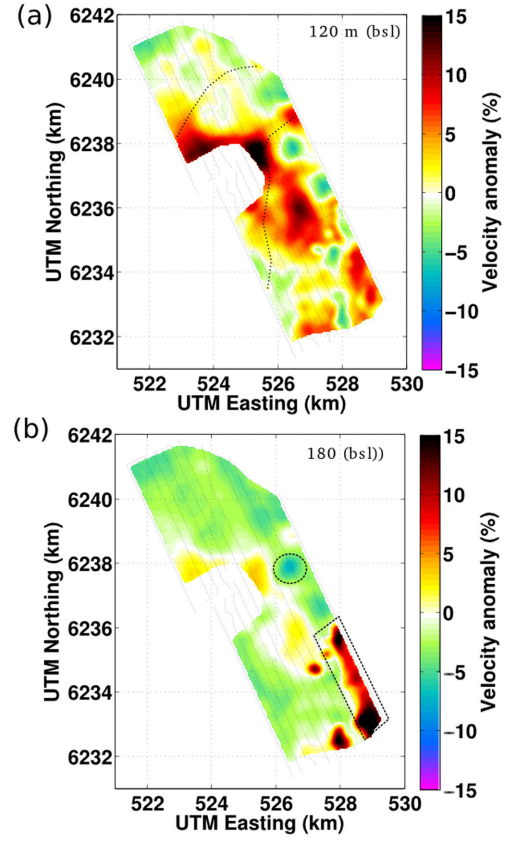 (a)
120 m (bsl)
6242
6240
6238
6236
6234
6232
UTM Northing (km)
522 524 526 528 530
UTM Easting (km)
15
10
5
0
−5
−10
−15
Velocity anomaly (%)
(b)
180 (bsl))
6242
6240
6238
6236
6234
6232
UTM Northing (km)
522 524 526 528 530
UTM Easting (km)
15
10
5
0
−5
−10
−15
Velocity anomaly (%)